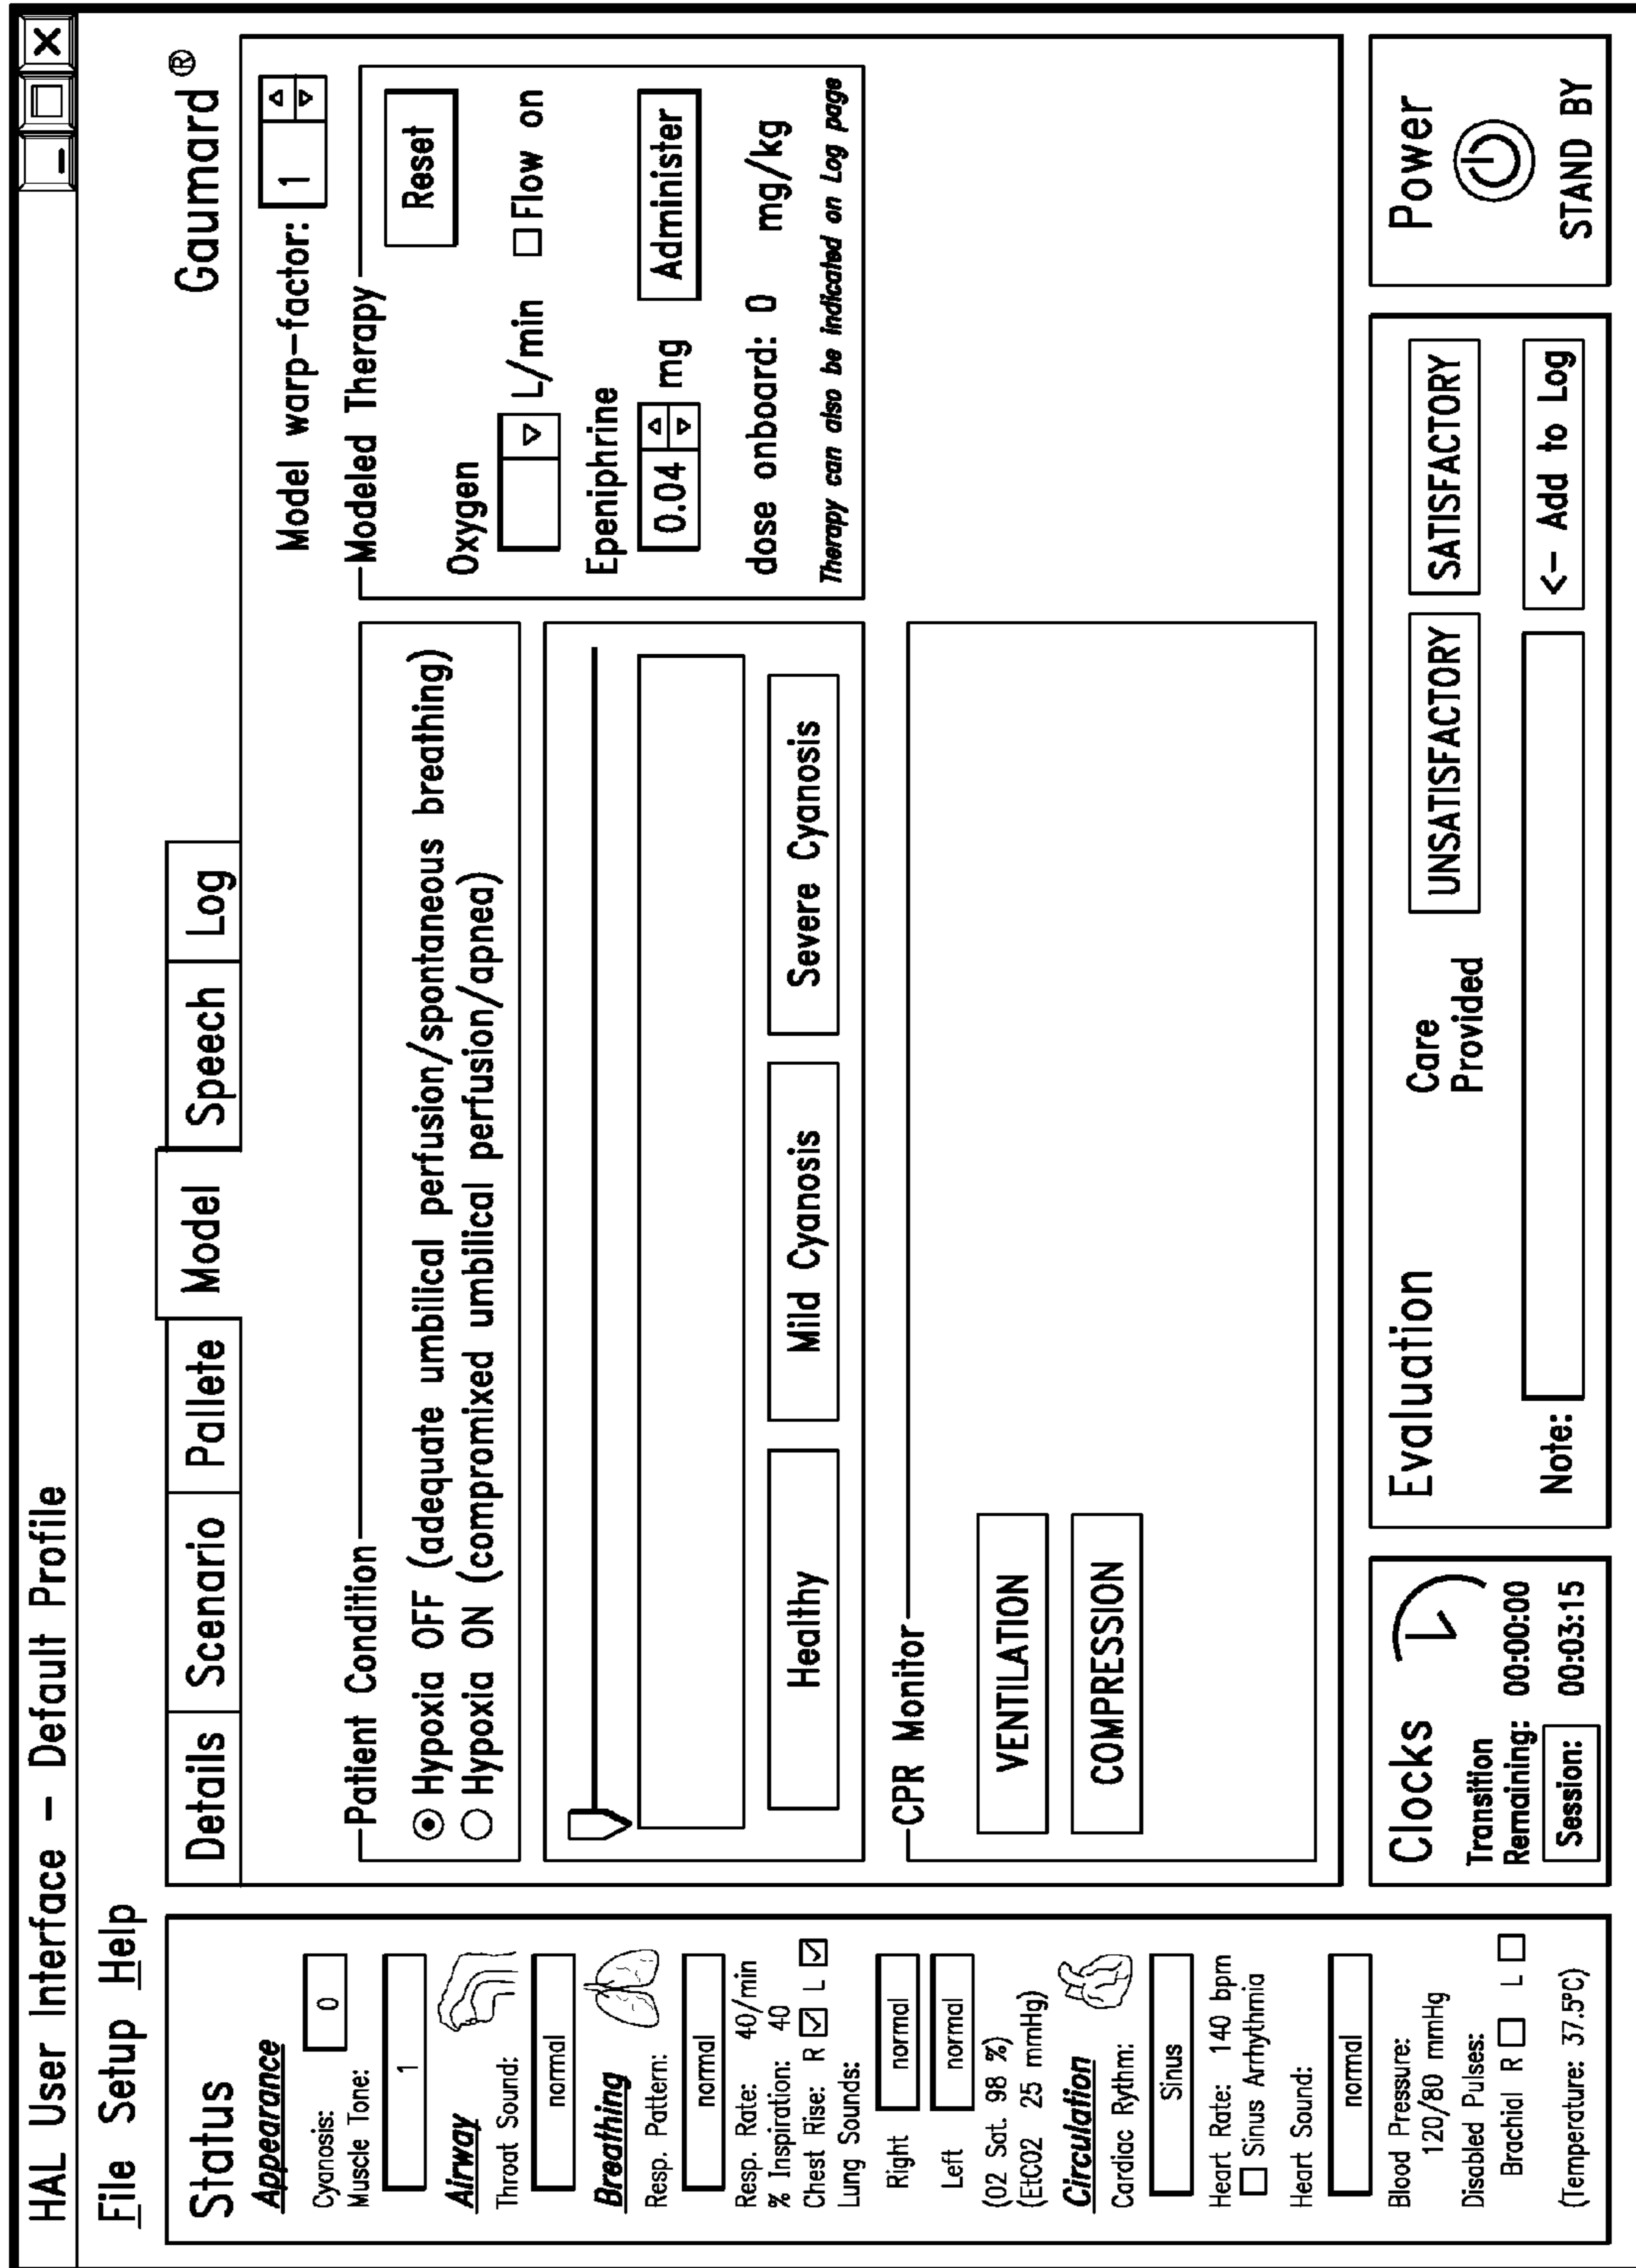 HAL User Interface – Default Profile
File Setup Help
Gaumard ®
Status
Appearance
Cyanosis: 0
Muscle Tone:
1
Airway
Throat Sound:
normal
Breathing
Resp. Pattern:
normal
Resp. Rate: 40/min
% Inspiration: 40
Chest Rise: R L
Lung Sounds:
Right normal
Left normal
(02 Sat. 98 %)
(EtC02 25 mmHg)
Circulation
Cardiac Rythm:
Sinus
Heart Rate: 140 bpm
Sinus Arrhythmia
Heart Sound:
normal
Blood Pressure:
120/80 mmHg
Disabled Pulses:
Brachial R L
(Temperature: 37.5ºC)
Details Scenario Pallete Model Speech Log
Model warp–factor: 1
Patient Condition
Hypoxia OFF (adequate umbilical perfusion/spontaneous breathing)
Hypoxia ON (compromixed umbilical perfusion/apnea)
Healthy Mild Cyanosis Severe Cyanosis
Modeled Therapy
Reset
Oxygen
L/min Flow on
Epeniphrine
0.04 mg Administer
dose onboard: 0 mg/kg
Therapy can also be indicated on Log page
CPR Monitor
VENTILATION
COMPRESSION
Clocks
Transition
Remaining: 00:00:00
Session: 00:03:15
Evaluation
Care
Provided
UNSATISFACTORY SATISFACTORY
Note: <– Add to Log
Power
STAND BY